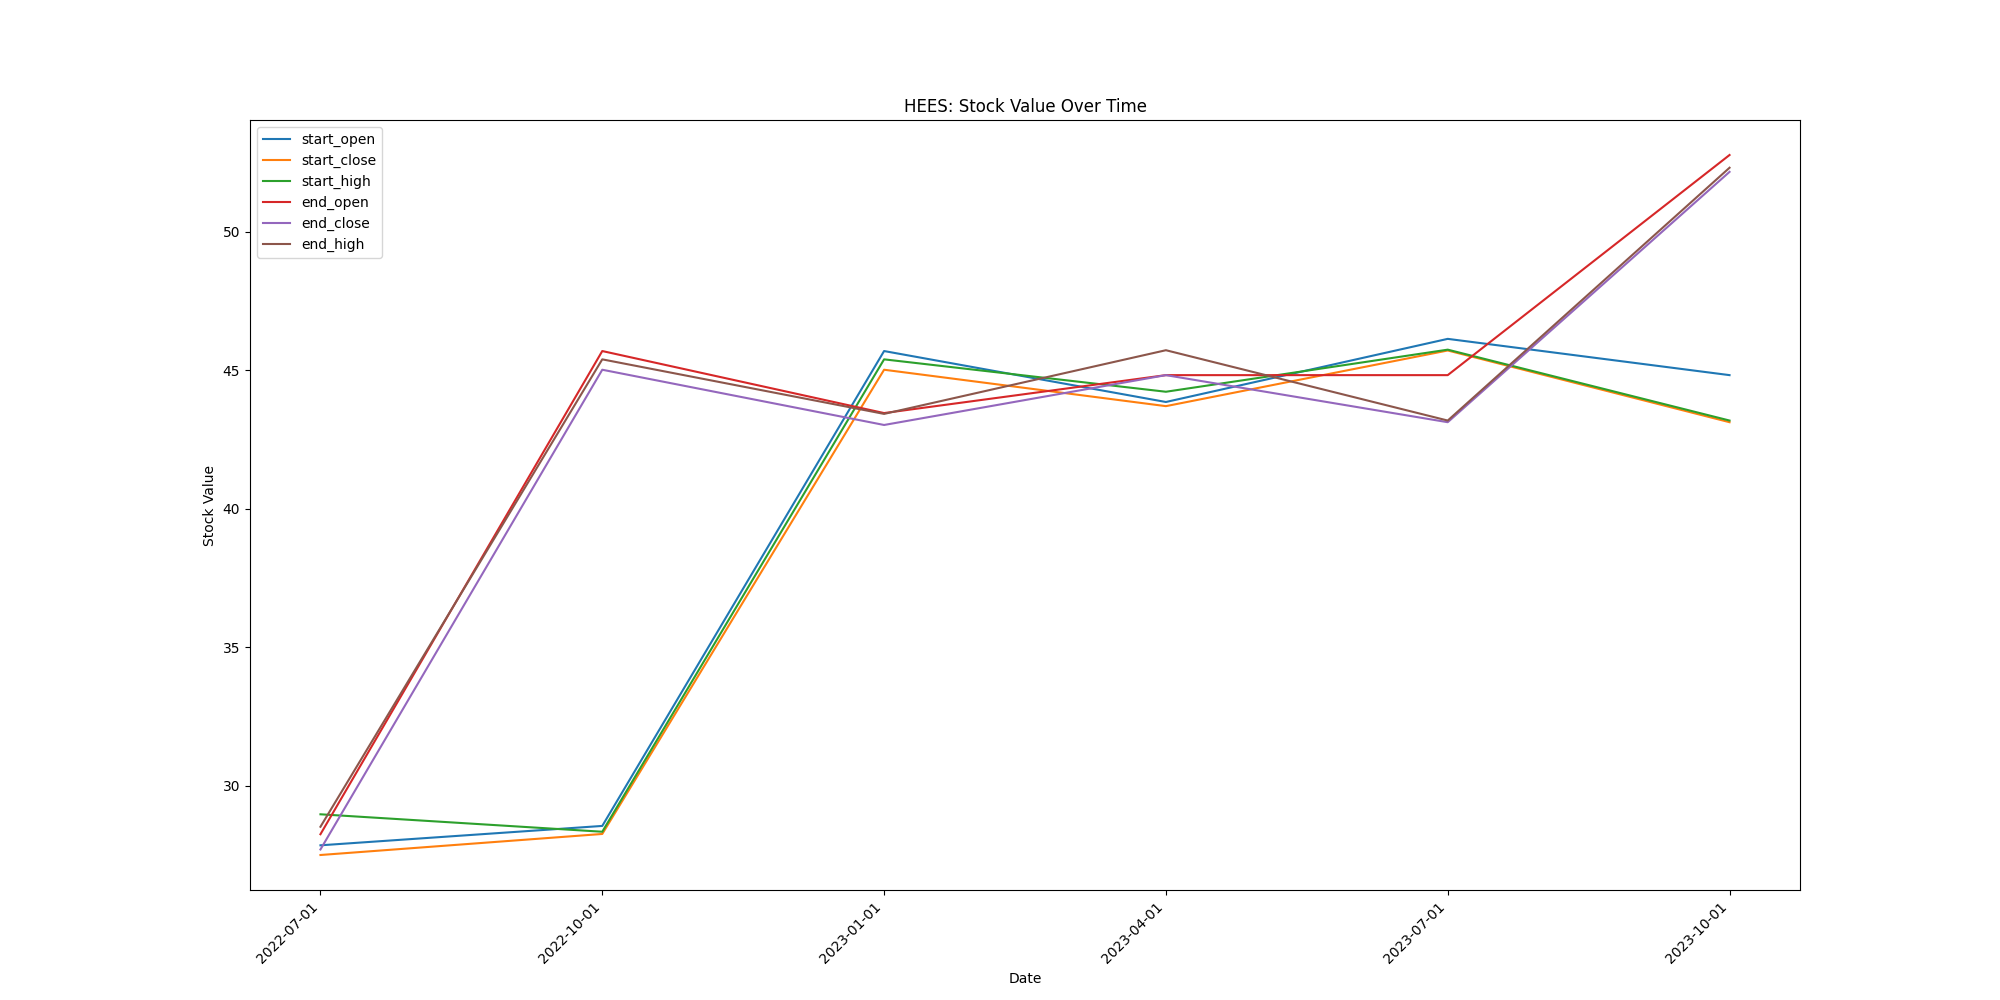 HEES: Stock Value Over Time
start_open
start_close
start_high
end_open
end_close
end_high
Stock Value
50
45
40
35
30
2022-07-01
2022-10-01
2023-01-01
2023-04-01
2023-07-01
2023-10-01
Date